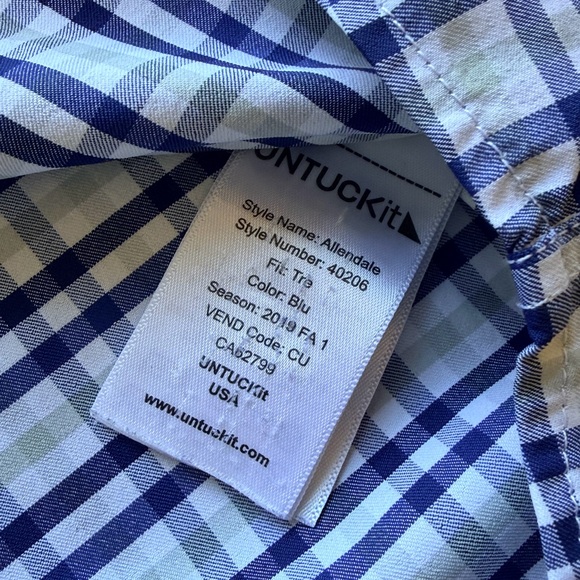 UNTUCKit
Style Name: Allendale
Style Number: 40206
Fit: Tre
Color: Blu
Season: 2019 FA 1
VEND Code: CU
CA62799
UNTUCKit
USA
www.untuckit.com